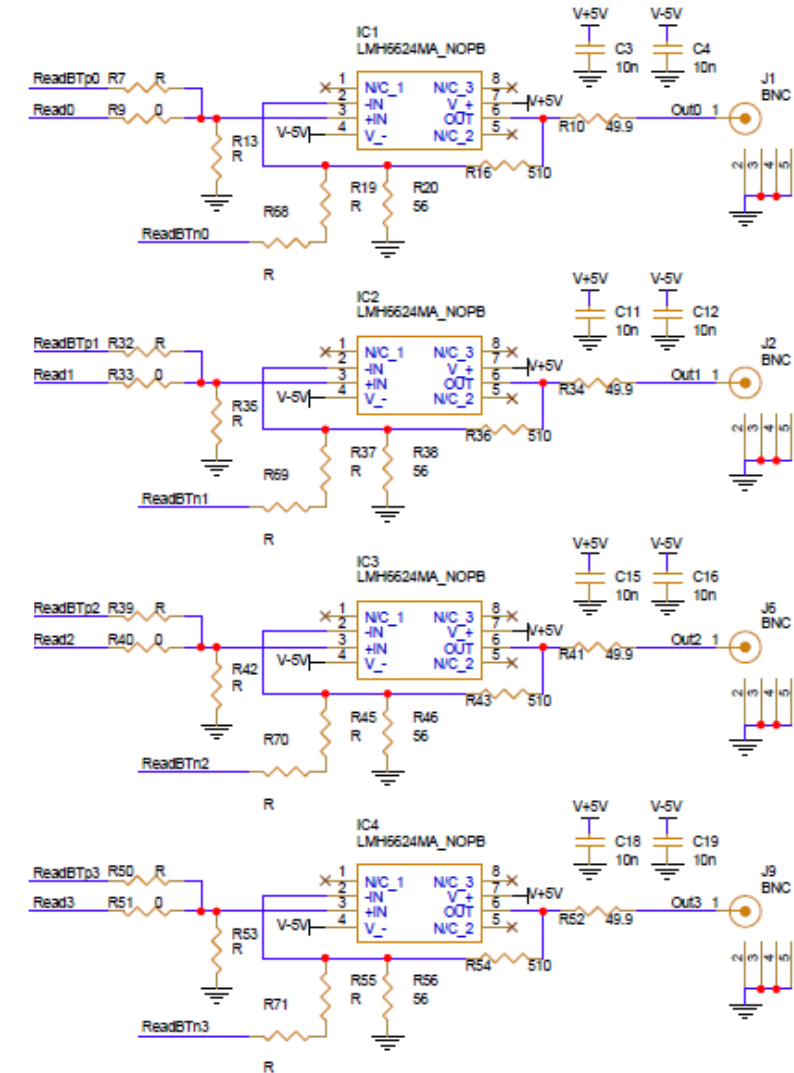 V+5V V-5V
IC1
LMH6624MA_NOPB
C3 C4
10n 10n
ReadBTp0 R7 R
1 N/C_1 N/C_3 8
J1
BNC
2 -IN V_+ 7 V+5V
Read0 R9 0
3 +IN OUT 6
Out0 1
V-5V 4 V_- N/C_2 5
R10 49.9
R13
R
R16 510
2 3 4 5
R19 R20
R 56
R68
ReadBTn0
R
V+5V V-5V
IC2
LMH6624MA_NOPB
C11 C12
10n 10n
ReadBTp1 R32 R
1 N/C_1 N/C_3 8
J2
BNC
2 -IN V_+ 7 V+5V
Read1 R33 0
3 +IN OUT 6
Out1 1
V-5V 4 V_- N/C_2 5
R34 49.9
R35
R
R36 510
2 3 4 5
R37 R38
R 56
R69
ReadBTn1
R
V+5V V-5V
IC3
LMH6624MA_NOPB
C15 C16
10n 10n
ReadBTp2 R39 R
1 N/C_1 N/C_3 8
J6
BNC
2 -IN V_+ 7 V+5V
Read2 R40 0
3 +IN OUT 6
Out2 1
V-5V 4 V_- N/C_2 5
R41 49.9
R42
R
R43 510
2 3 4 5
R45 R46
R 56
R70
ReadBTn2
R
V+5V V-5V
IC4
LMH6624MA_NOPB
C18 C19
10n 10n
ReadBTp3 R50 R
1 N/C_1 N/C_3 8
J9
BNC
2 -IN V_+ 7 V+5V
Read3 R51 0
3 +IN OUT 6
Out3 1
V-5V 4 V_- N/C_2 5
R52 49.9
R53
R
R54 510
2 3 4 5
R55 R56
R 56
R71
ReadBTn3
R